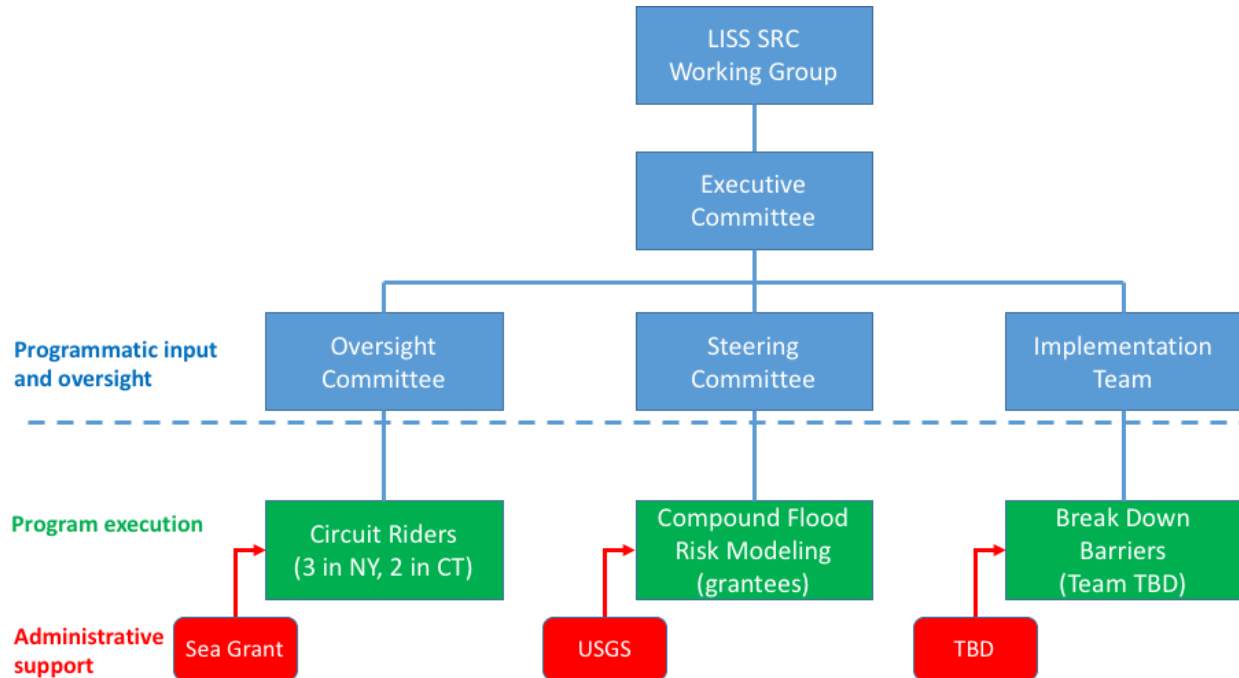 LISS SRC
Working Group
Executive
Committee
Programmatic input
and oversight
Oversight
Committee
Steering
Committee
Implementation
Team
Program execution
Circuit Riders
(3 in NY, 2 in CT)
Compound Flood
Risk Modeling
(grantees)
Break Down
Barriers
(Team TBD)
Administrative
support
Sea Grant
USGS
TBD